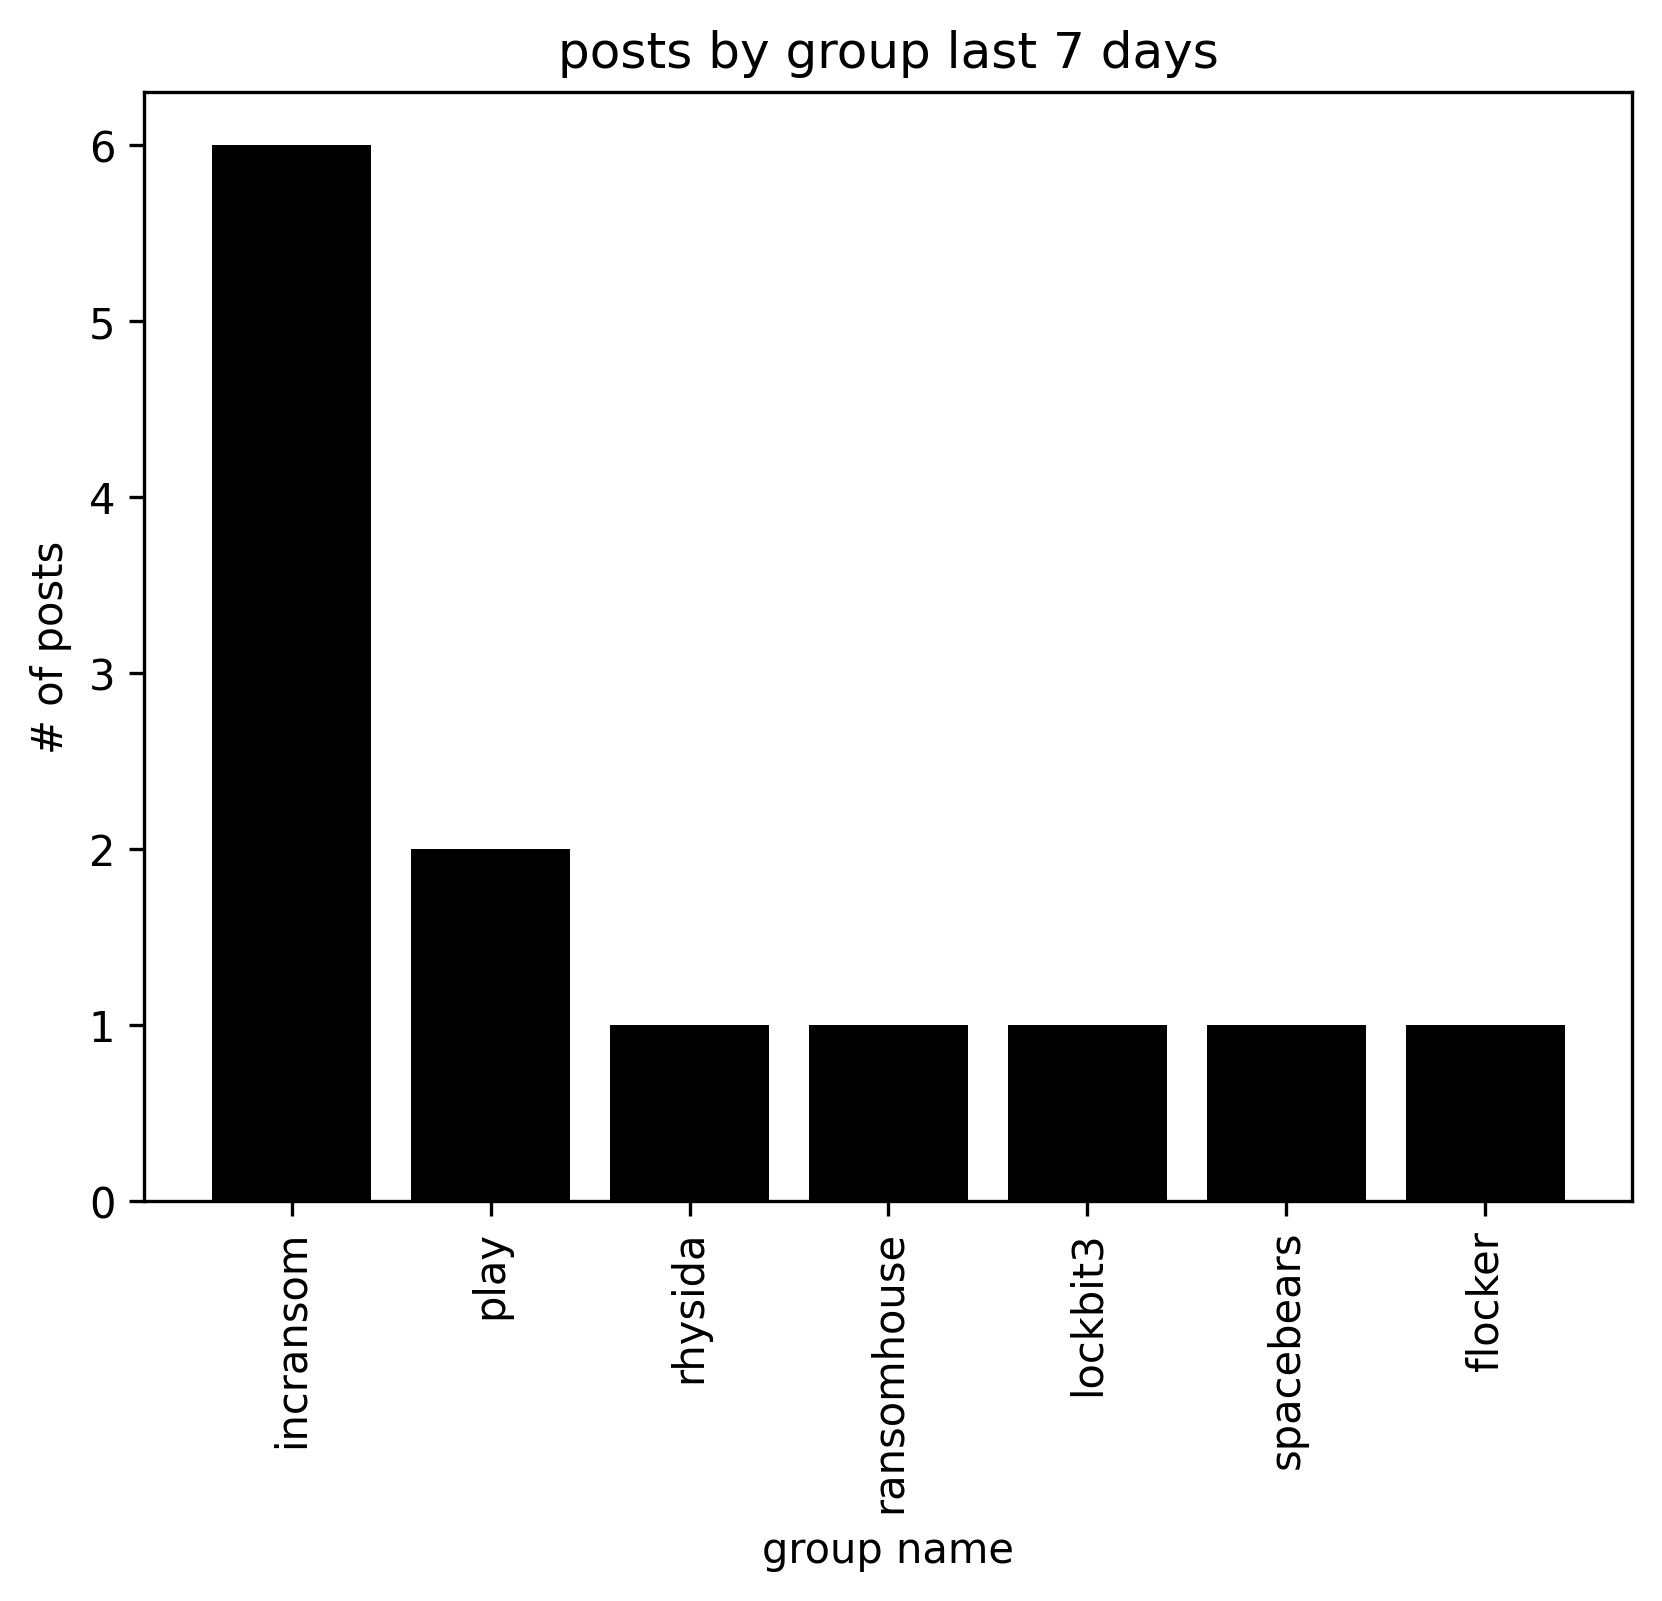 posts by group last 7 days
6
5
4
3
2
1
0
# of posts
incransom
play
rhysida
ransomhouse
lockbit3
spacebears
flocker
group name